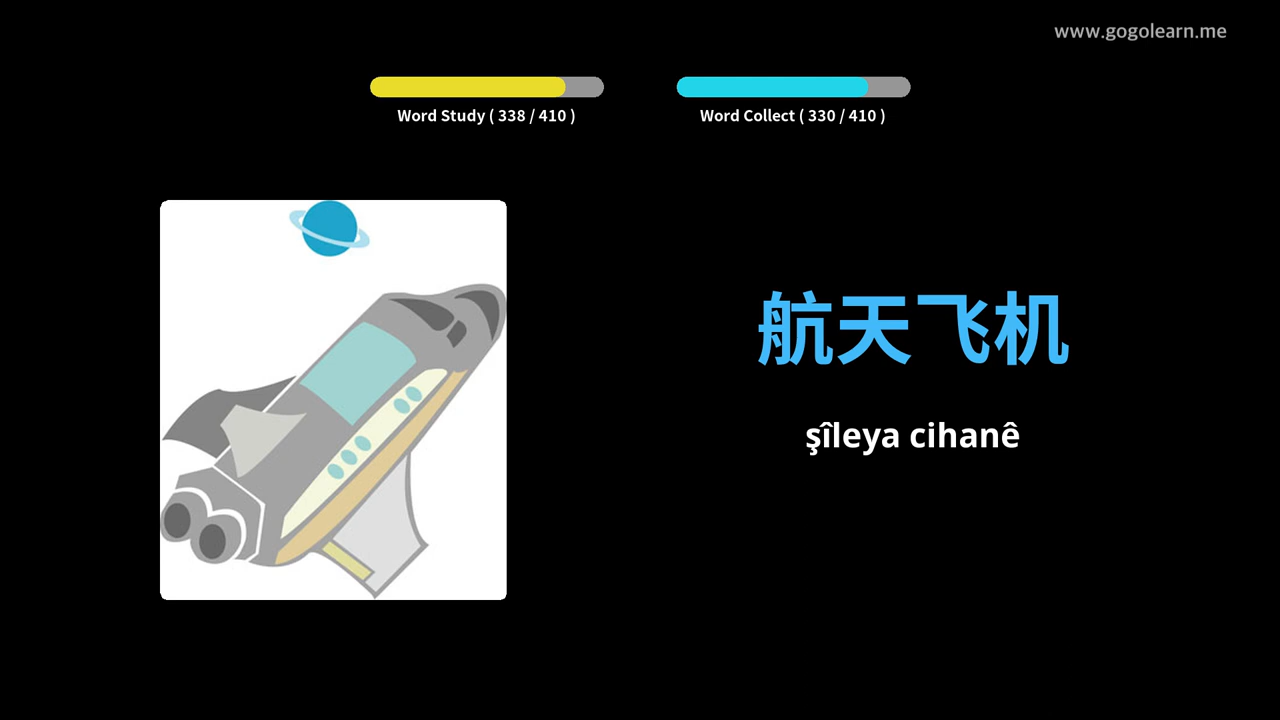 www.gogolearn.me
Word Study ( 338 / 410 )
Word Collect ( 330 / 410 )
航天飞机
şîleya cihanê